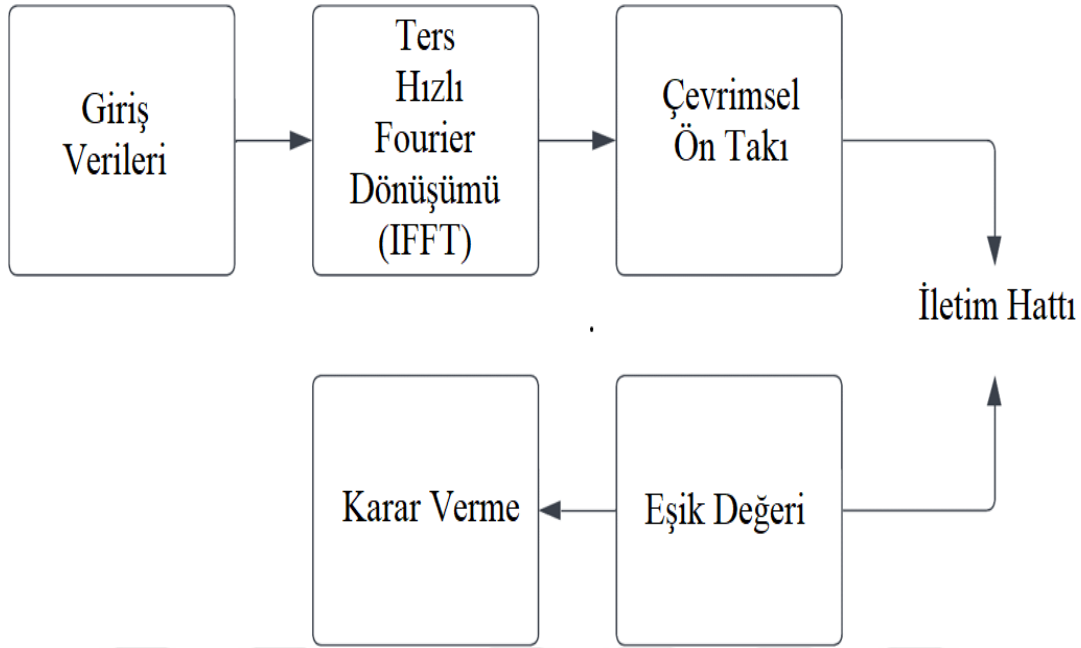 Giriş
Verileri
Ters
Hızlı
Fourier
Dönüşümü
(IFFT)
Çevrimsel
Ön Takı
İletim Hattı
.
Karar Verme
Eşik Değeri